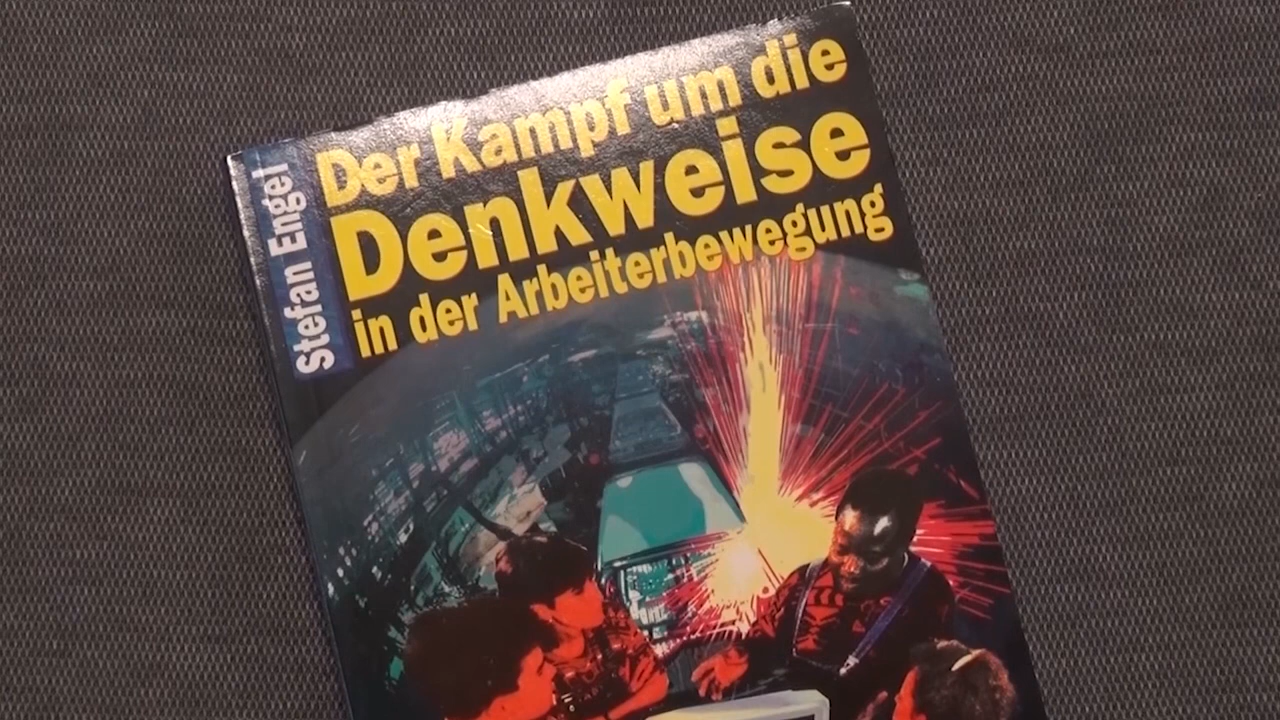 Stefan Engel
Der Kampf um die
Denkweise
in der Arbeiterbewegung